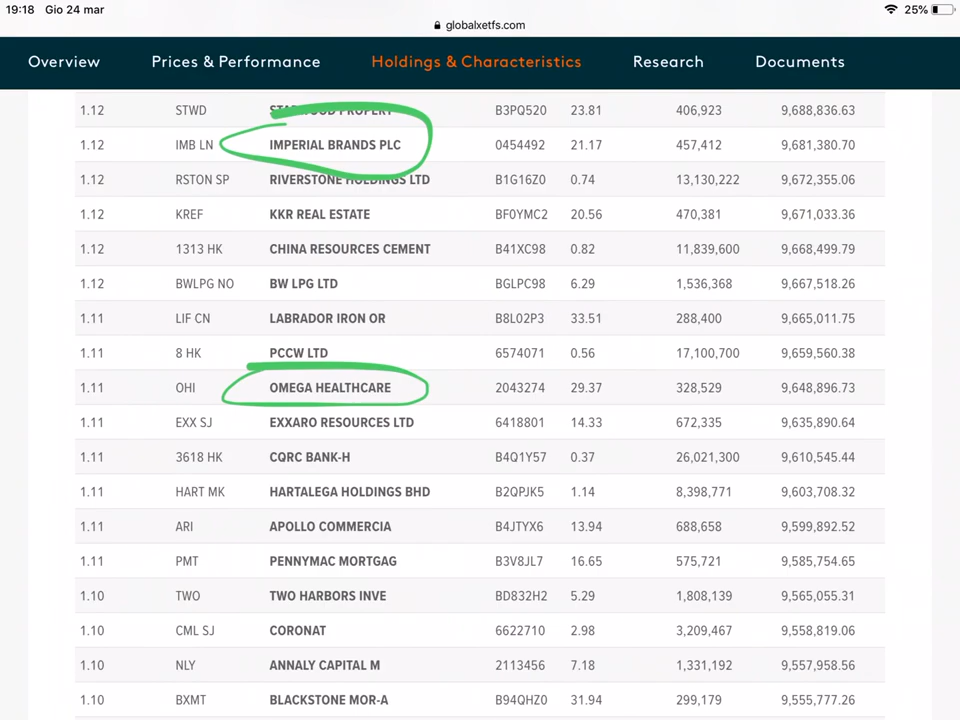 19:18 Gio 24 mar 25%
globalxetfs.com
Overview Prices & Performance Holdings & Characteristics Research Documents
1.12 STWD STARWOOD PROPERT B3PQ520 23.81 406,923 9,688,836.63
1.12 IMB LN IMPERIAL BRANDS PLC 0454492 21.17 457,412 9,681,380.70
1.12 RSTON SP RIVERSTONE HOLDINGS LTD B1G16Z0 0.74 13,130,222 9,672,355.06
1.12 KREF KKR REAL ESTATE BF0YMC2 20.56 470,381 9,671,033.36
1.12 1313 HK CHINA RESOURCES CEMENT B41XC98 0.82 11,839,600 9,668,499.79
1.12 BWLPG NO BW LPG LTD BGLPC98 6.29 1,536,368 9,667,518.26
1.11 LIF CN LABRADOR IRON OR B8L02P3 33.51 288,400 9,665,011.75
1.11 8 HK PCCW LTD 6574071 0.56 17,100,700 9,659,560.38
1.11 OHI OMEGA HEALTHCARE 2043274 29.37 328,529 9,648,896.73
1.11 EXX SJ EXXARO RESOURCES LTD 6418801 14.33 672,335 9,635,890.64
1.11 3618 HK CQRC BANK-H B4Q1Y57 0.37 26,021,300 9,610,545.44
1.11 HART MK HARTALEGA HOLDINGS BHD B2QPJK5 1.14 8,398,771 9,603,708.32
1.11 ARI APOLLO COMMERCIA B4JTYX6 13.94 688,658 9,599,892.52
1.11 PMT PENNYMAC MORTGAG B3V8JL7 16.65 575,721 9,585,754.65
1.10 TWO TWO HARBORS INVE BD832H2 5.29 1,808,139 9,565,055.31
1.10 CML SJ CORONAT 6622710 2.98 3,209,467 9,558,819.06
1.10 NLY ANNALY CAPITAL M 2113456 7.18 1,331,192 9,557,958.56
1.10 BXMT BLACKSTONE MOR-A B94QHZ0 31.94 299,179 9,555,777.26